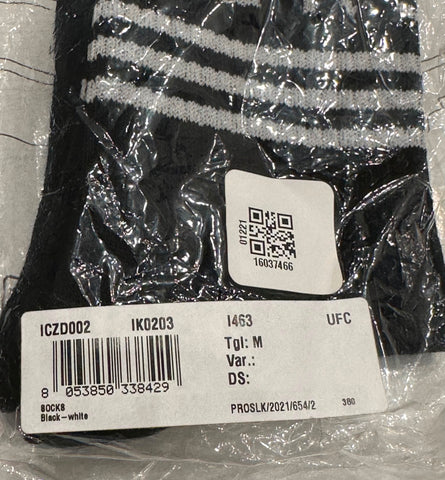 01221
16037466
ICZD002 IK0203 I463 UFC
Tgl: M
Var.:
DS:
8 053850 338429
SOCKS
Black-white
PROSLK/2021/654/2 380